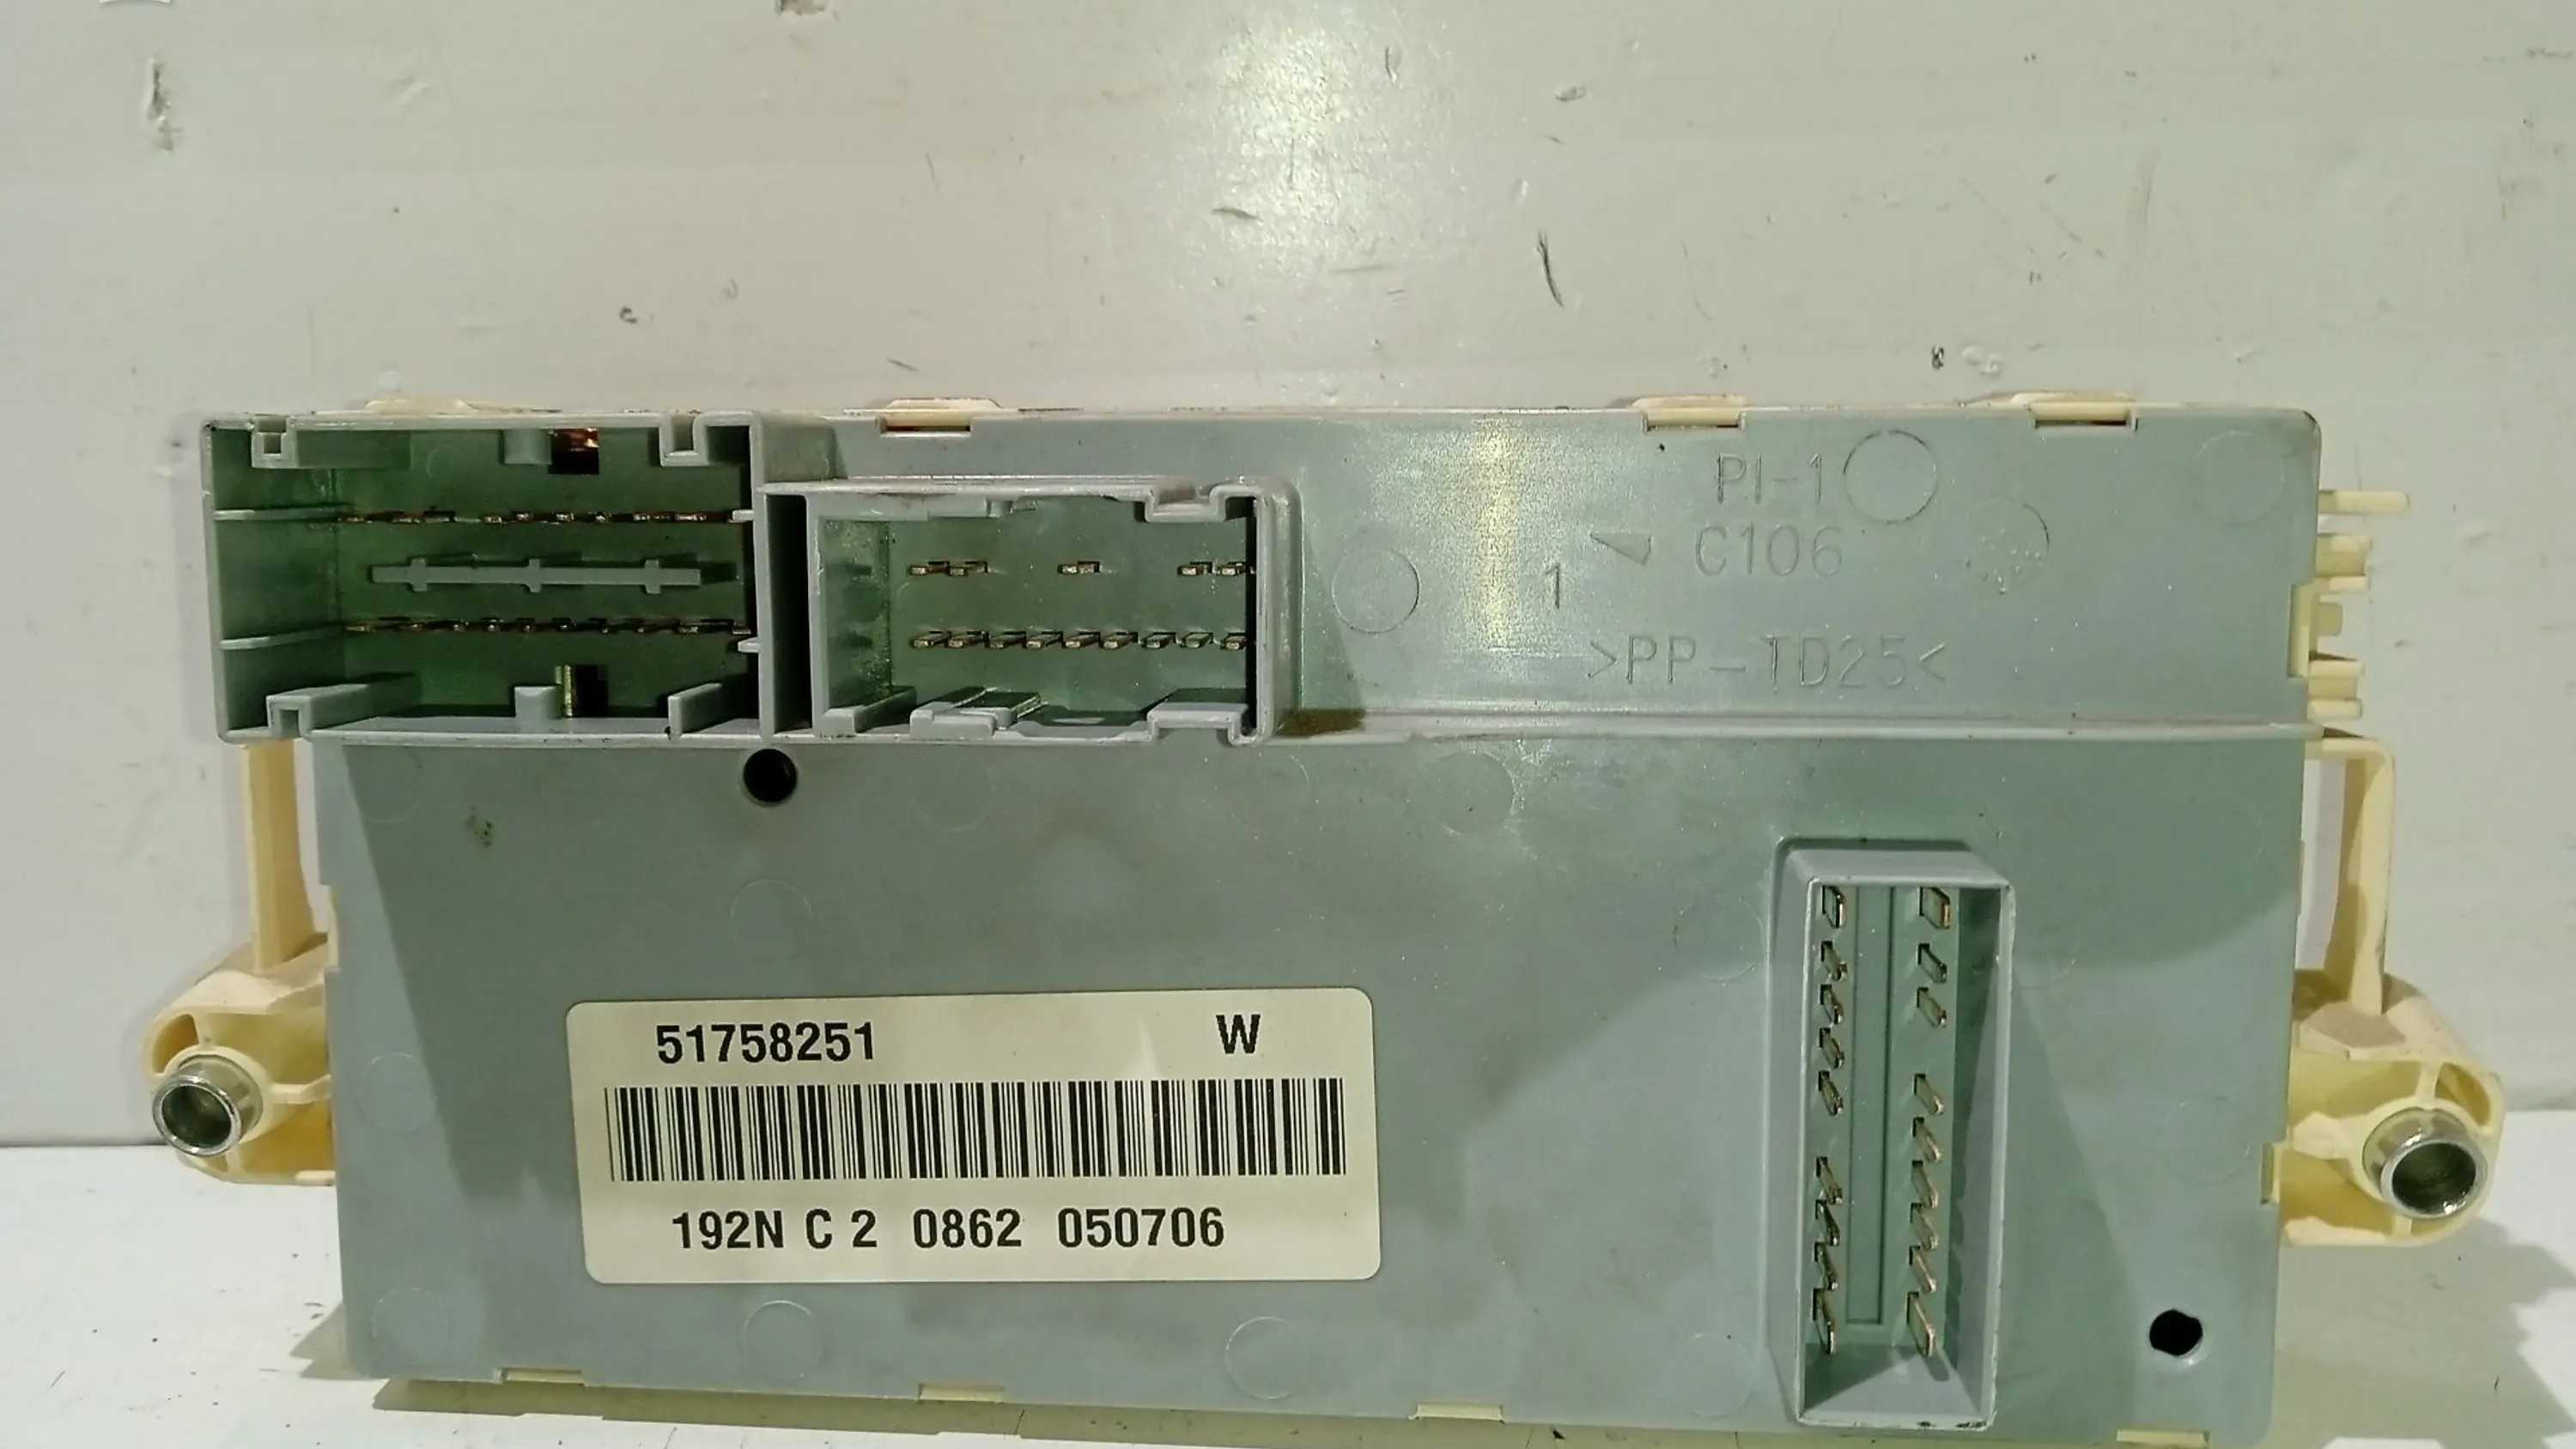 PI-1
C106
1
>PP-TD25<
51758251 W
192N C 2 0862 050706